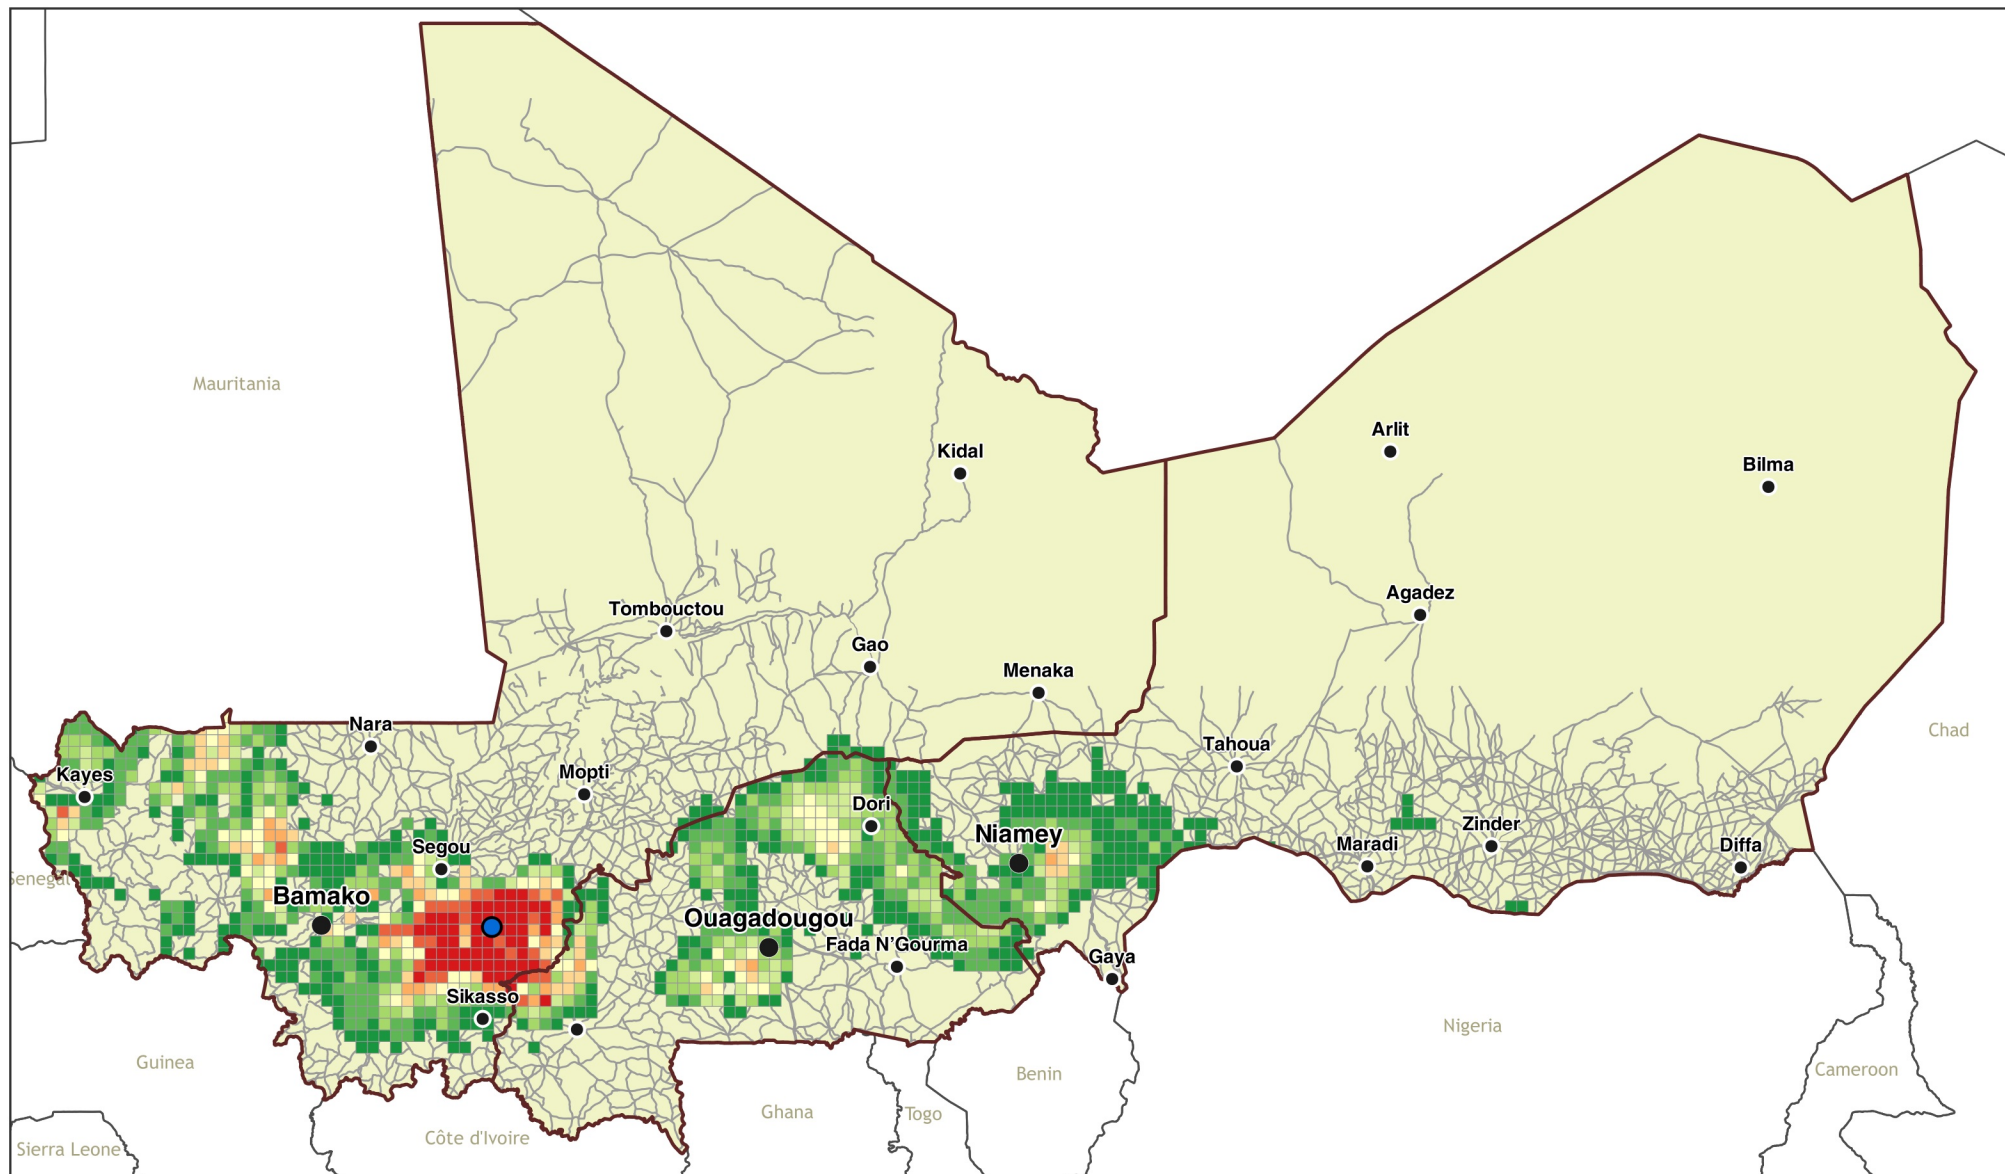 Mauritania
Arlit
Kidal
Bilma
Agadez
Tombouctou
Gao
Menaka
Nara
Chad
Tahoua
Mopti
Kayes
Dori
Niamey
Zinder
Maradi
Segou
Diffa
Senegal
Bamako
Ouagadougou
Fada N'Gourma
Gaya
Sikasso
Nigeria
Guinea
Benin
Cameroon
Ghana
Togo
Côte d'Ivoire
Sierra Leone